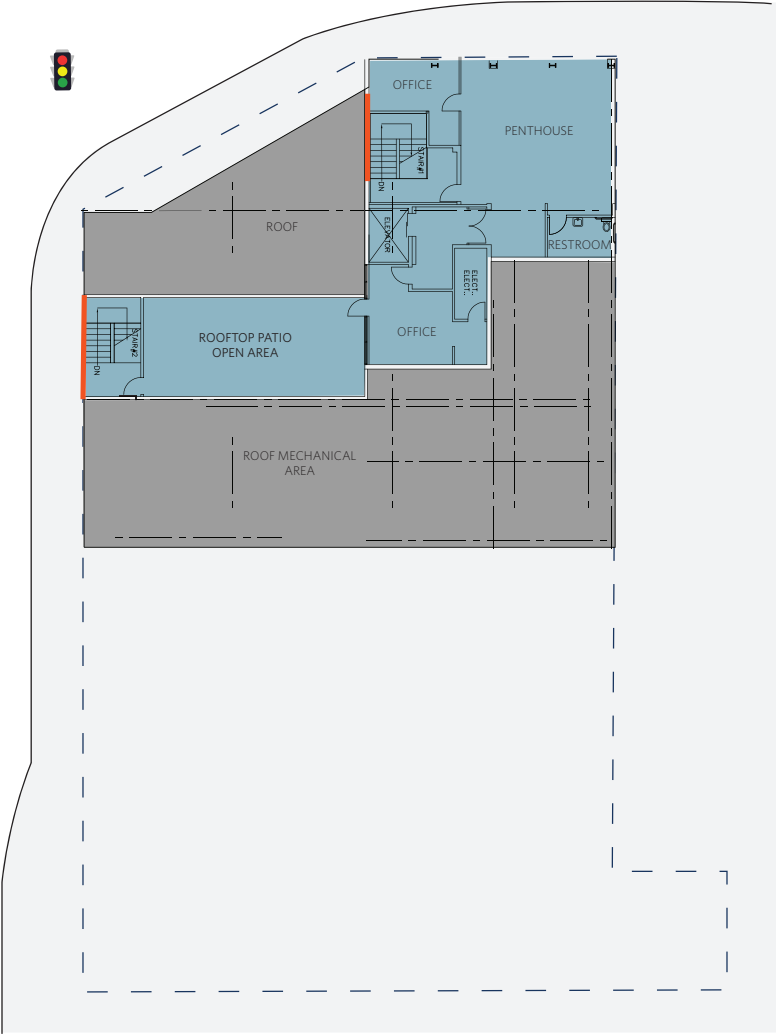 OFFICE
PENTHOUSE
STAIR#1
DN
ROOF
ELEVATOR
RESTROOM
ELECT.
ELECT..
STAIR#2
DN
ROOFTOP PATIO
OPEN AREA
OFFICE
ROOF MECHANICAL
AREA